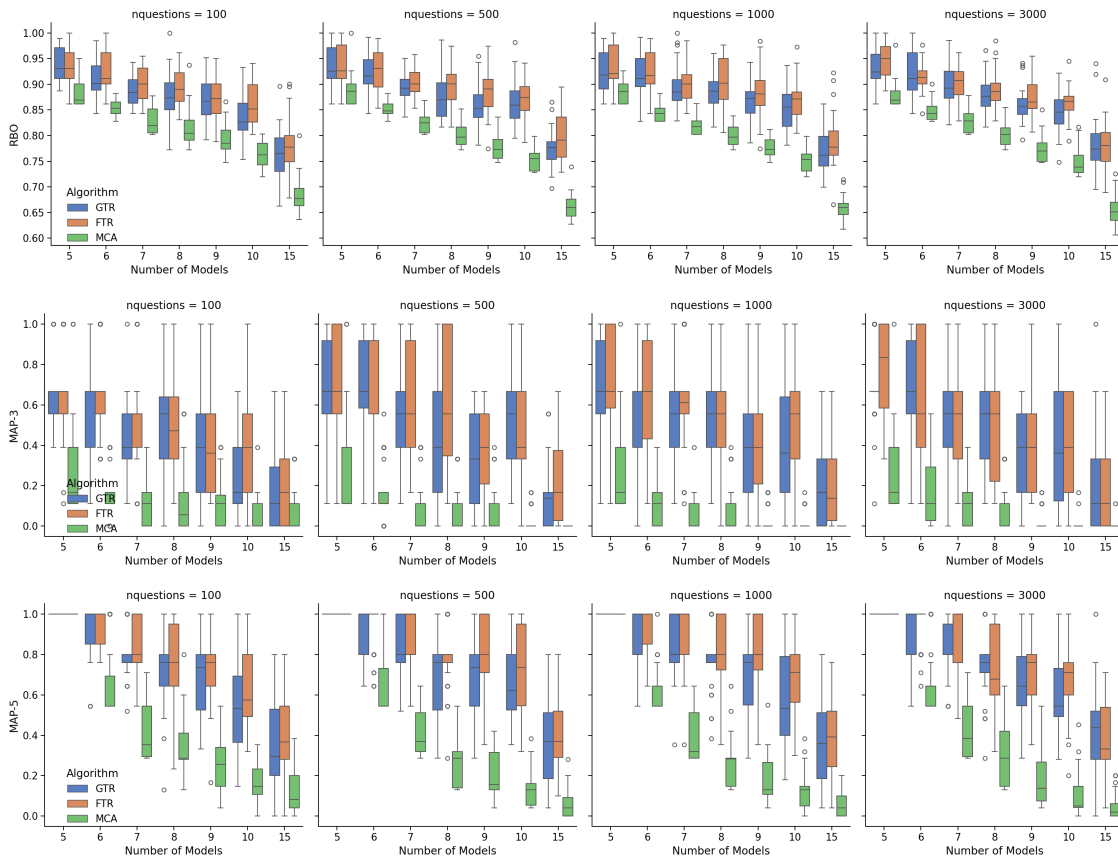 nquestions = 100
nquestions = 500
nquestions = 1000
nquestions = 3000
RBO
1.00
0.95
0.90
0.85
0.80
0.75
0.70
0.65
0.60
Algorithm
GTR
FTR
MCA
5 6 7 8 9 10 15
5 6 7 8 9 10 15
5 6 7 8 9 10 15
5 6 7 8 9 10 15
Number of Models
Number of Models
Number of Models
Number of Models
nquestions = 100
nquestions = 500
nquestions = 1000
nquestions = 3000
MAP-3
1.0
0.8
0.6
0.4
0.2
0.0
Algorithm
GTR
FTR
MCA
5 6 7 8 9 10 15
5 6 7 8 9 10 15
5 6 7 8 9 10 15
5 6 7 8 9 10 15
Number of Models
Number of Models
Number of Models
Number of Models
nquestions = 100
nquestions = 500
nquestions = 1000
nquestions = 3000
MAP-5
1.0
0.8
0.6
0.4
0.2
0.0
Algorithm
GTR
FTR
MCA
5 6 7 8 9 10 15
5 6 7 8 9 10 15
5 6 7 8 9 10 15
5 6 7 8 9 10 15
Number of Models
Number of Models
Number of Models
Number of Models